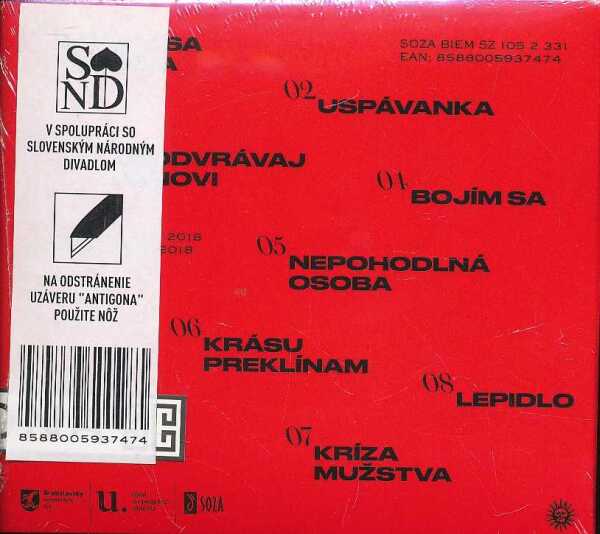 SND
V SPOLUPRÁCI SO
SLOVENSKÝM NÁRODNÝM
DIVADLOM
NA ODSTRÁNENIE
UZÁVERU "ANTIGONA"
POUŽITE NÔŽ
8588005937474
SOZA BIEM SZ 105 2 331
EAN: 8588005937474
SA
A
02
USPÁVANKA
ODVRÁVAJ
NOVI
04
BOJÍM SA
2018
2018
05
NEPOHODLNÁ
OSOBA
06
KRÁSU
PREKLÍNAM
08
LEPIDLO
07
KRÍZA
MUŽSTVA
u.
SOZA